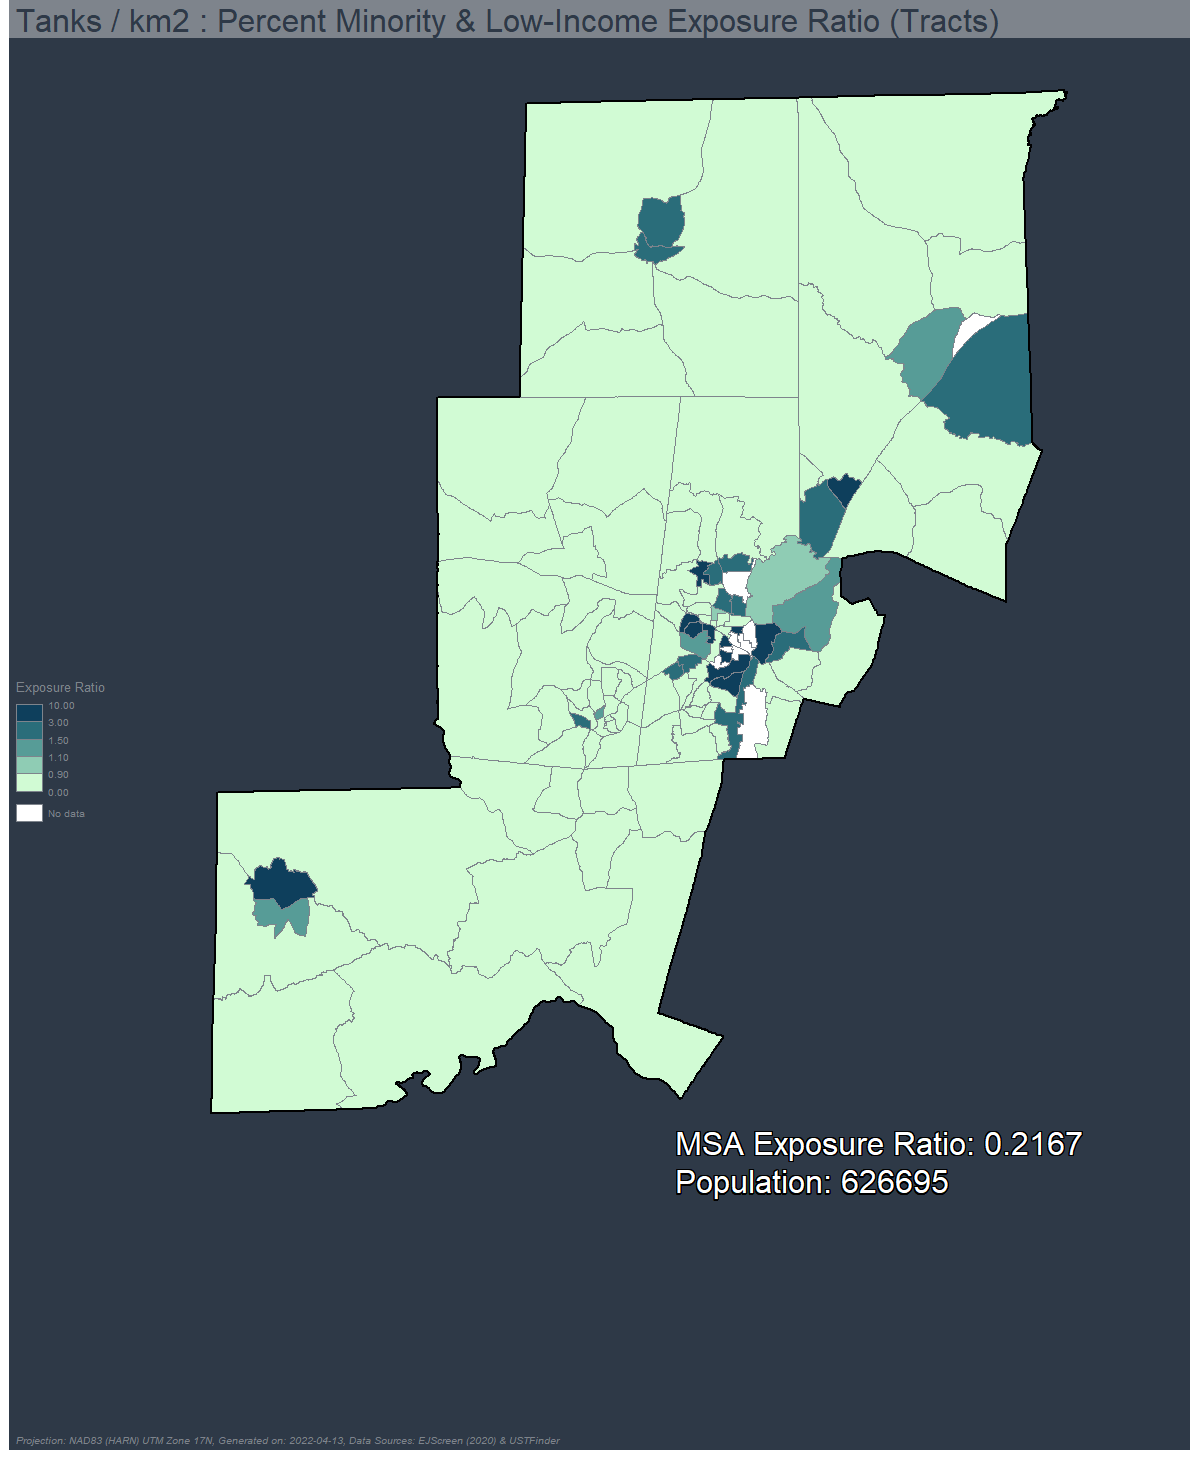 Tanks / km2 : Percent Minority & Low-Income Exposure Ratio (Tracts)
Exposure Ratio
10.00
3.00
1.50
1.10
0.90
0.00
No data
MSA Exposure Ratio: 0.2167
Population: 626695
Projection: NAD83 (HARN) UTM Zone 17N, Generated on: 2022-04-13, Data Sources: EJScreen (2020) & USTFinder